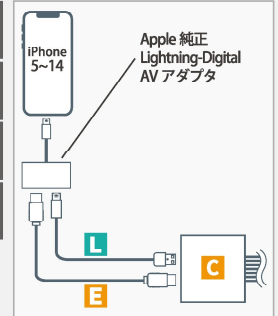 iPhone
5~14
Apple 純正
Lightning-Digital
AV アダプタ
L
C
E